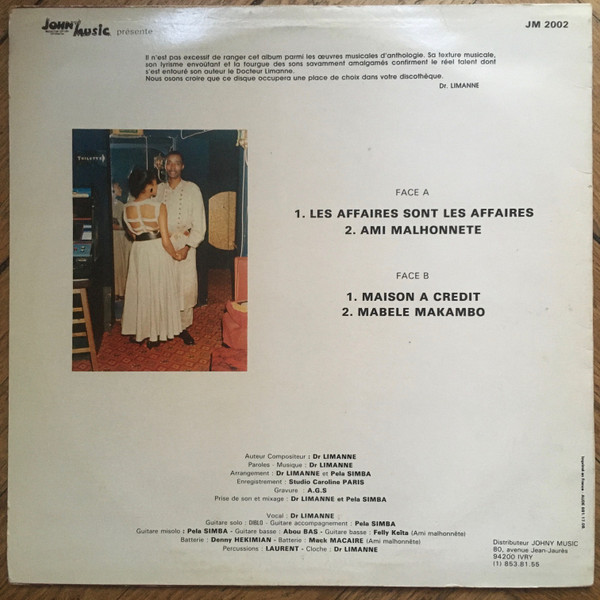 JOHNY MUSIC présente
JM 2002
Il n'est pas excessif de ranger cet album parmi les œuvres musicales d'anthologie. Sa texture musicale,
son lyrisme envoûtant et la fourgue des sons savamment amalgamés confirment le réel talent dont
s'est entouré son auteur le Docteur Limanne.
Nous osons croire que ce disque occupera une place de choix dans votre discothèque.
Dr. LIMANNE
TOILETTES
FACE A
1. LES AFFAIRES SONT LES AFFAIRES
2. AMI MALHONNETE
FACE B
1. MAISON A CREDIT
2. MABELE MAKAMBO
Auteur Compositeur : Dr LIMANNE
Paroles - Musique : Dr LIMANNE
Arrangement : Dr LIMANNE et Pela SIMBA
Enregistrement : Studio Caroline PARIS
Gravure : A.G.S
Prise de son et mixage : Dr LIMANNE et Pela SIMBA
Vocal : Dr LIMANNE
Guitare solo : DIBLO - Guitare accompagnement : Pela SIMBA
Guitare misolo : Pela SIMBA - Guitare basse : Abou BAS - Guitare basse : Felly Keïta (Ami malhonnête)
Batterie : Denny HEKIMIAN - Batterie : Mack MACAIRE (Ami malhonnête)
Percussions : LAURENT - Cloche : Dr LIMANNE
Distributeur JOHNY MUSIC
80, avenue Jean-Jaurès
94200 IVRY
(1) 853.81.55
Imprimé en France